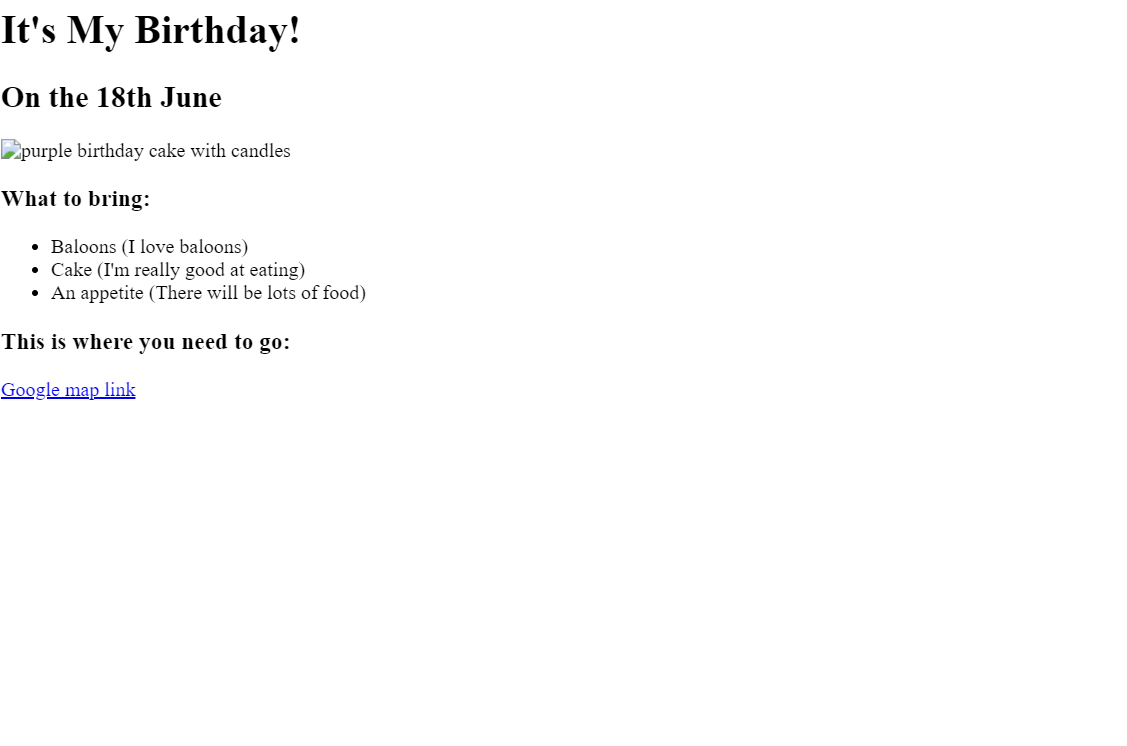 It's My Birthday!
On the 18th June
purple birthday cake with candles
What to bring:
Baloons (I love baloons)
Cake (I'm really good at eating)
An appetite (There will be lots of food)
This is where you need to go:
Google map link